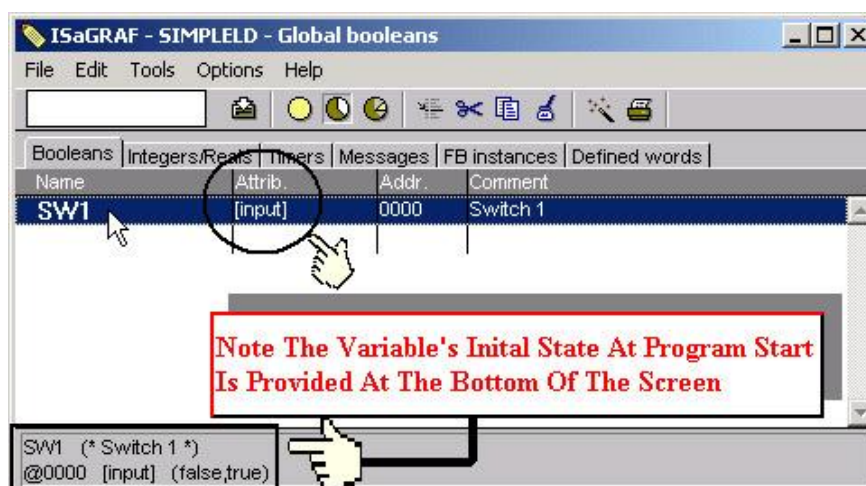 ISaGRAF - SIMPLELD - Global booleans
File Edit Tools Options Help
Booleans Integers/Reals Timers Messages FB instances Defined words
Name Attrib. Addr. Comment
SW1 [input] 0000 Switch 1
Note The Variable's Inital State At Program Start
Is Provided At The Bottom Of The Screen
SW1 (* Switch 1 *)
@0000 [input] (false,true)